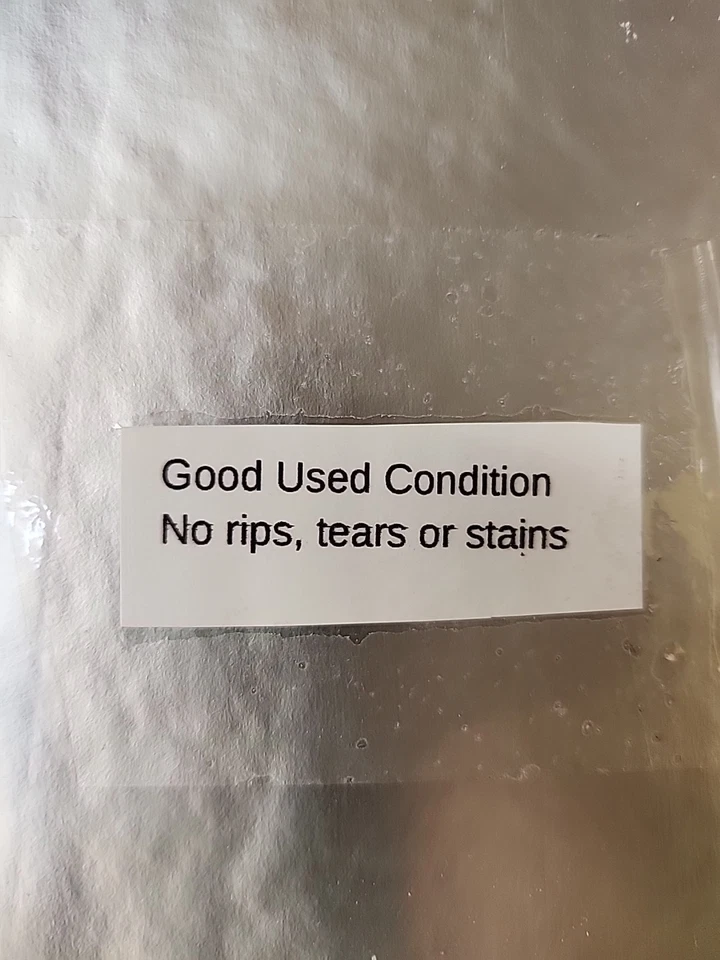 Good Used Condition
No rips, tears or stains